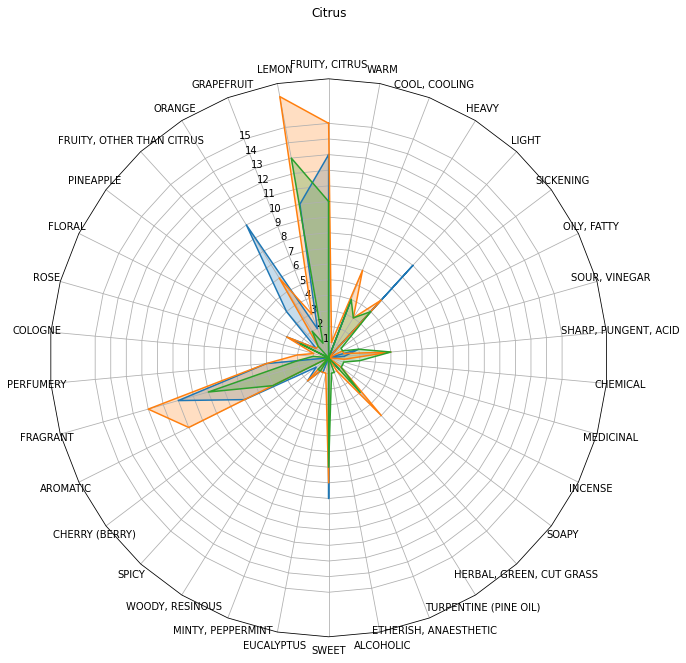 Citrus
FRUITY, CITRUS
WARM
COOL, COOLING
HEAVY
LIGHT
SICKENING
OILY, FATTY
SOUR, VINEGAR
SHARP, PUNGENT, ACID
CHEMICAL
MEDICINAL
INCENSE
SOAPY
HERBAL, GREEN, CUT GRASS
TURPENTINE (PINE OIL)
ETHERISH, ANAESTHETIC
ALCOHOLIC
SWEET
EUCALYPTUS
MINTY, PEPPERMINT
WOODY, RESINOUS
SPICY
CHERRY (BERRY)
AROMATIC
FRAGRANT
PERFUMERY
COLOGNE
ROSE
FLORAL
PINEAPPLE
FRUITY, OTHER THAN CITRUS
ORANGE
GRAPEFRUIT
LEMON
15
14
13
12
11
10
9
8
7
6
5
4
3
2
1